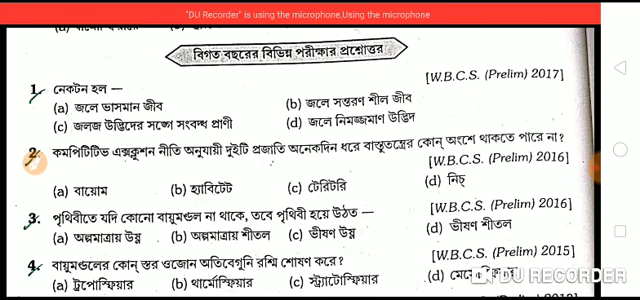 "DU Recorder" is using the microphone,Using the microphone
বিগত বছরের বিভিন্ন পরীক্ষার প্রশ্নোত্তর
1. নেকটন হল — [W.B.C.S. (Prelim) 2017]
(a) জলে ভাসমান জীব (b) জলে সন্তরণ শীল জীব
(c) জলজ উদ্ভিদের সঙ্গে সংবদ্ধ প্রাণী (d) জলে নিমজ্জমাণ উদ্ভিদ
2. কমপিটিটিভ এক্সক্লুশন নীতি অনুযায়ী দুইটি প্রজাতি অনেকদিন ধরে বাস্তুতন্ত্রের কোন্ অংশে থাকতে পারে না?
[W.B.C.S. (Prelim) 2016]
(a) বায়োম (b) হ্যাবিটেট (c) টেরিটরি (d) নিচ্
3. পৃথিবীতে যদি কোনো বায়ুমণ্ডল না থাকে, তবে পৃথিবী হয়ে উঠত — [W.B.C.S. (Prelim) 2016]
(a) অল্পমাত্রায় উষ্ণ (b) অল্পমাত্রায় শীতল (c) ভীষণ উষ্ণ (d) ভীষণ শীতল
4. বায়ুমণ্ডলের কোন্ স্তর ওজোন অতিবেগুনি রশ্মি শোষণ করে? [W.B.C.S. (Prelim) 2015]
(a) ট্রপোস্ফিয়ার (b) থার্মোস্ফিয়ার (c) স্ট্র্যাটোস্ফিয়ার (d)
DU RECORDER